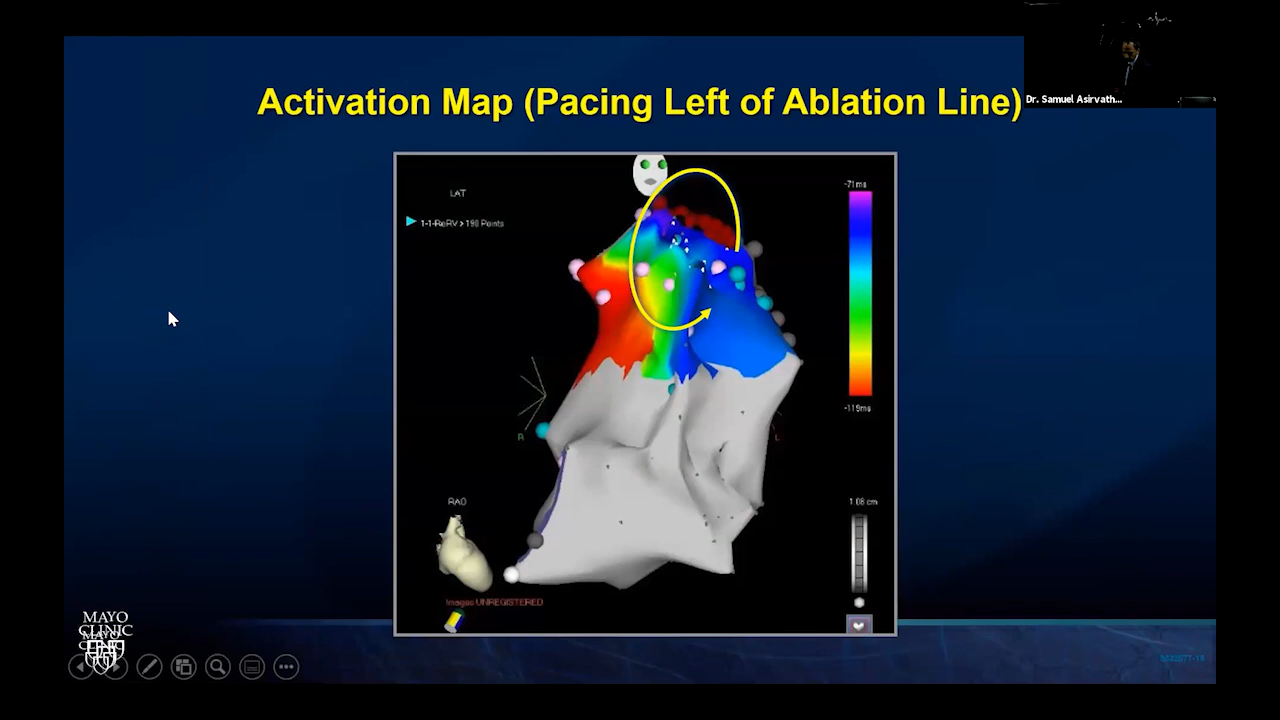 Activation Map (Pacing Left of Ablation Line)
Dr. Samuel Asirvath...
LAT
1-1-ReRV > 198 Points
-71ms
-119ms
R
L
RAO
1.08 cm
Images UNREGISTERED
MAYO
CLINIC